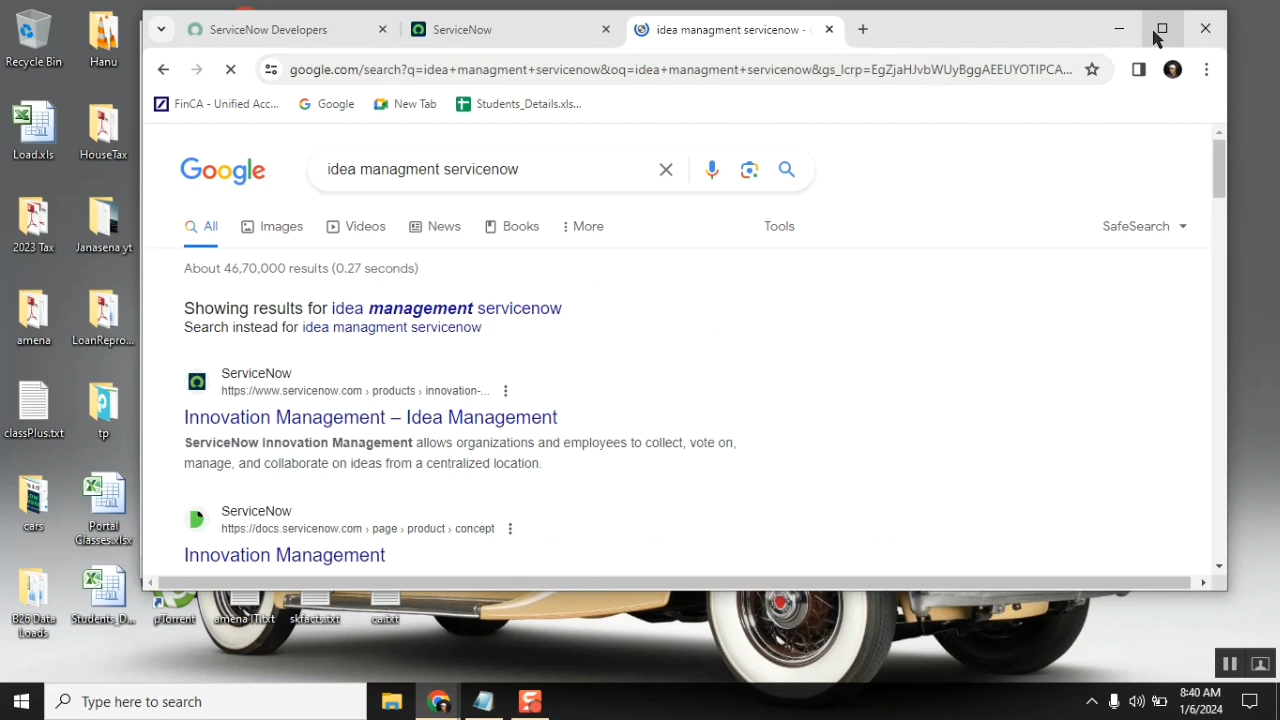 Recycle Bin
Hanu
Load.xls
HouseTax
2023 Tax
Janasena yt
amena
LoanRepro...
classPlus.txt
tp
cars
Portal
Classes.xlsx
B26 Data
Loads
Students_D...
µTorrent
amena IT.txt
skfacts.txt
cai.txt
ServiceNow Developers
ServiceNow
idea managment servicenow -
google.com/search?q=idea+managment+servicenow&oq=idea+managment+servicenow&gs_lcrp=EgZjaHJvbWUyBggAEEUYOTIPCA...
FinCA - Unified Acc...
Google
New Tab
Students_Details.xls...
Google
idea managment servicenow
All
Images
Videos
News
Books
More
Tools
SafeSearch
About 46,70,000 results (0.27 seconds)
Showing results for idea management servicenow
Search instead for idea managment servicenow
ServiceNow
https://www.servicenow.com › products › innovation-...
Innovation Management – Idea Management
ServiceNow Innovation Management allows organizations and employees to collect, vote on,
manage, and collaborate on ideas from a centralized location.
ServiceNow
https://docs.servicenow.com › page › product › concept
Innovation Management
Type here to search
8:40 AM
1/6/2024